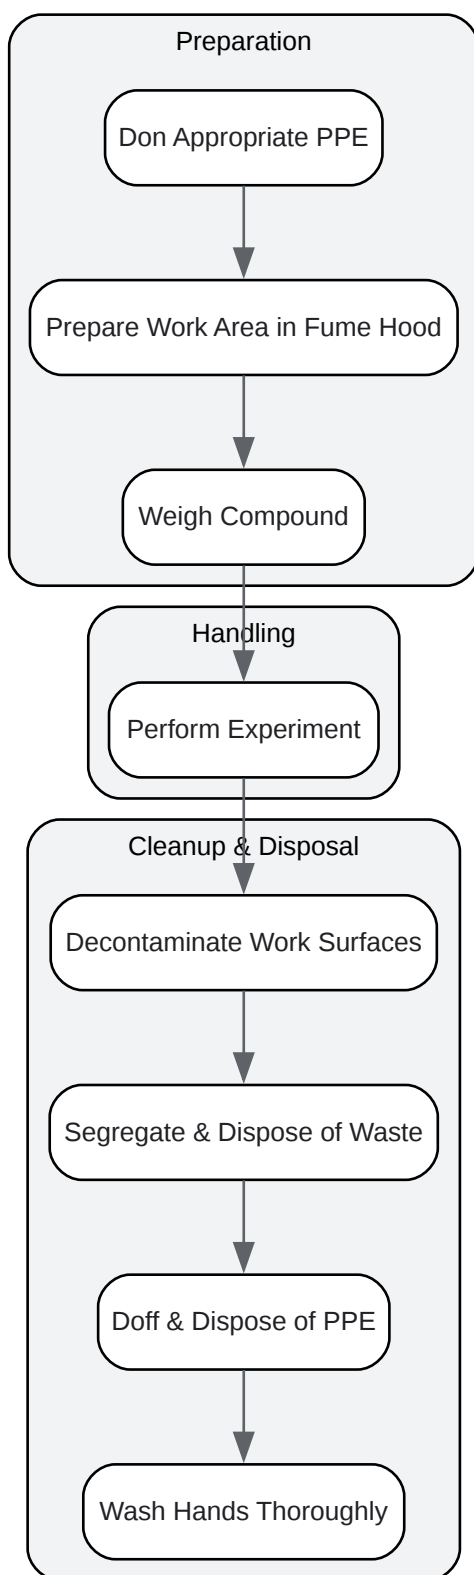 Preparation
Don Appropriate PPE
Prepare Work Area in Fume Hood
Weigh Compound
Handling
Perform Experiment
Cleanup & Disposal
Decontaminate Work Surfaces
Segregate & Dispose of Waste
Doff & Dispose of PPE
Wash Hands Thoroughly